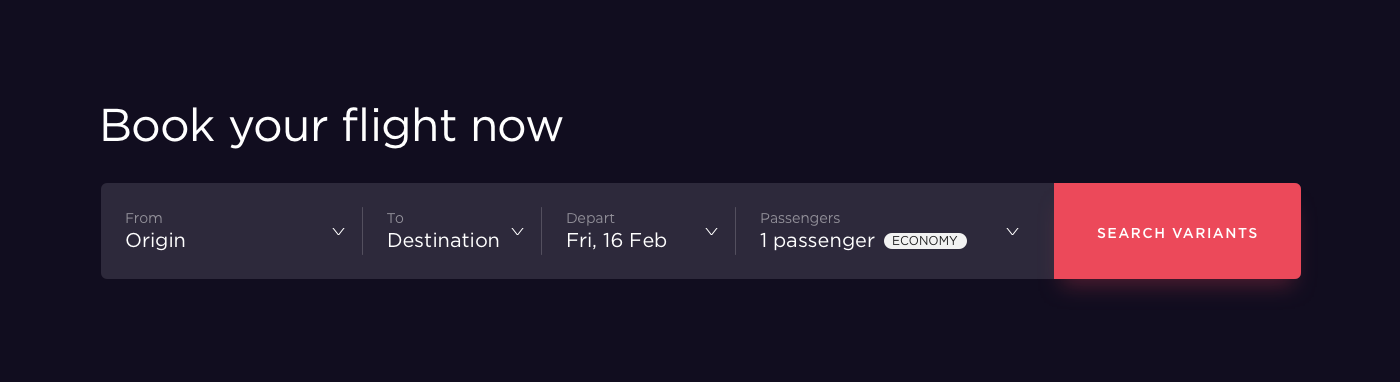 Book your flight now
From
Origin
To
Destination
Depart
Fri, 16 Feb
Passengers
1 passenger ECONOMY
SEARCH VARIANTS